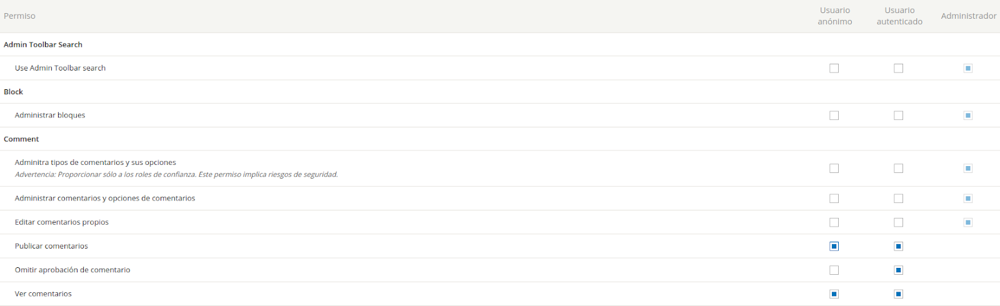 Permiso
Usuario anónimo
Usuario autenticado
Administrador
Admin Toolbar Search
Use Admin Toolbar search
Block
Administrar bloques
Comment
Adminitra tipos de comentarios y sus opciones
Advertencia: Proporcionar sólo a los roles de confianza. Este permiso implica riesgos de seguridad.
Administrar comentarios y opciones de comentarios
Editar comentarios propios
Publicar comentarios
Omitir aprobación de comentario
Ver comentarios